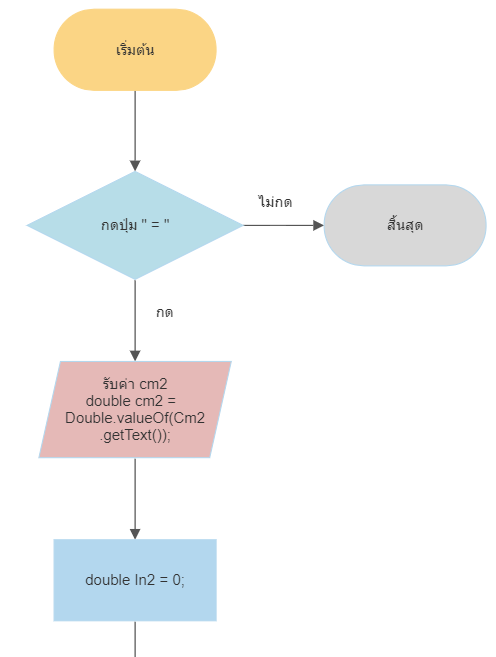 เริ่มต้น
กดปุ่ม " = "
ไม่กด
สิ้นสุด
กด
รับค่า cm2
double cm2 =
Double.valueOf(Cm2
.getText());
double In2 = 0;